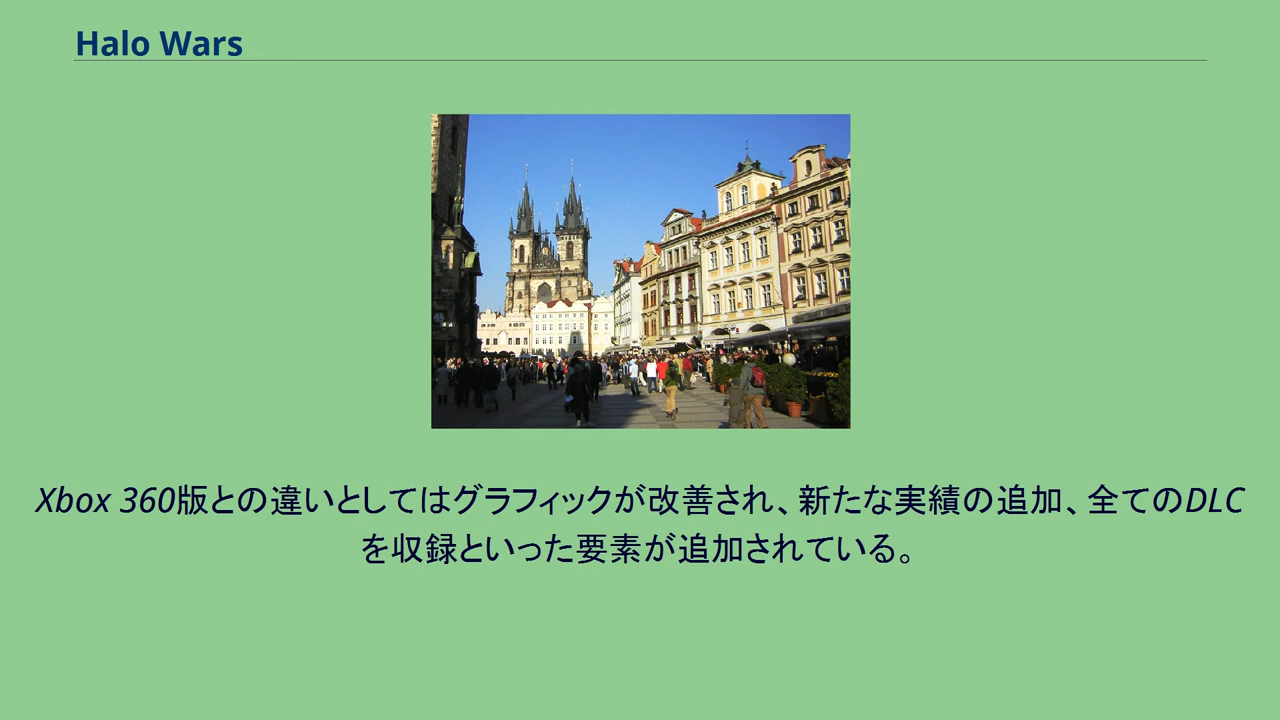 Halo Wars
Xbox 360版との違いとしてはグラフィックが改善され、新たな実績の追加、全てのDLC
を収録といった要素が追加されている。